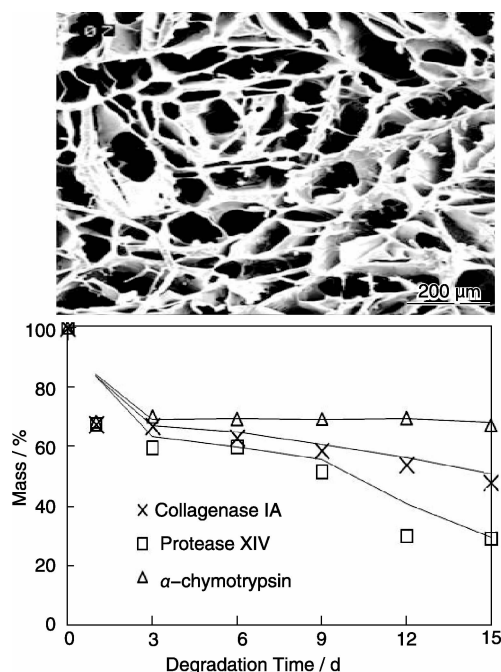 200 μm
100
80
60
40
20
0
Mass / %
× Collagenase IA
□ Protease XIV
△ α-chymotrypsin
0 3 6 9 12 15
Degradation Time / d